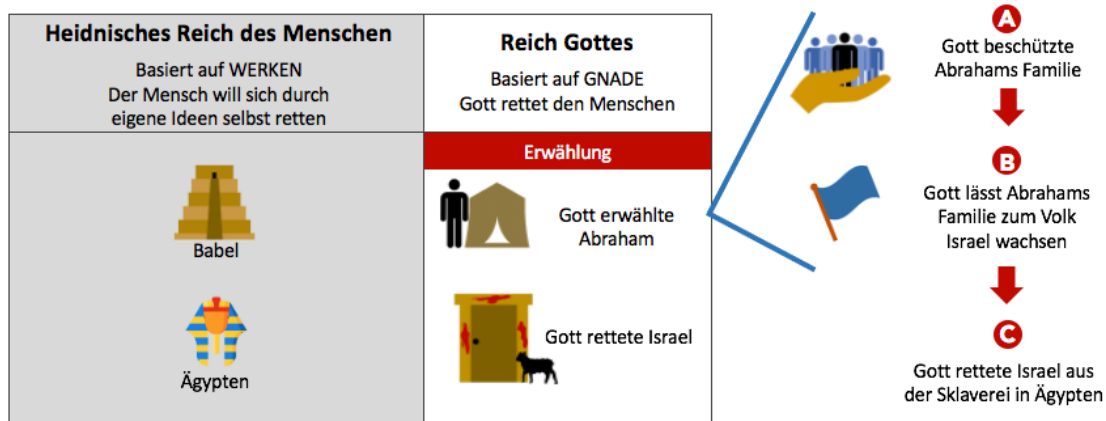 Heidnisches Reich des Menschen
Basiert auf WERKEN
Der Mensch will sich durch
eigene Ideen selbst retten
Babel
Ägypten
Reich Gottes
Basiert auf GNADE
Gott rettet den Menschen
Erwählung
Gott erwählte
Abraham
Gott rettete Israel
A
Gott beschützte
Abrahams Familie
B
Gott lässt Abrahams
Familie zum Volk
Israel wachsen
C
Gott rettete Israel aus
der Sklaverei in Ägypten